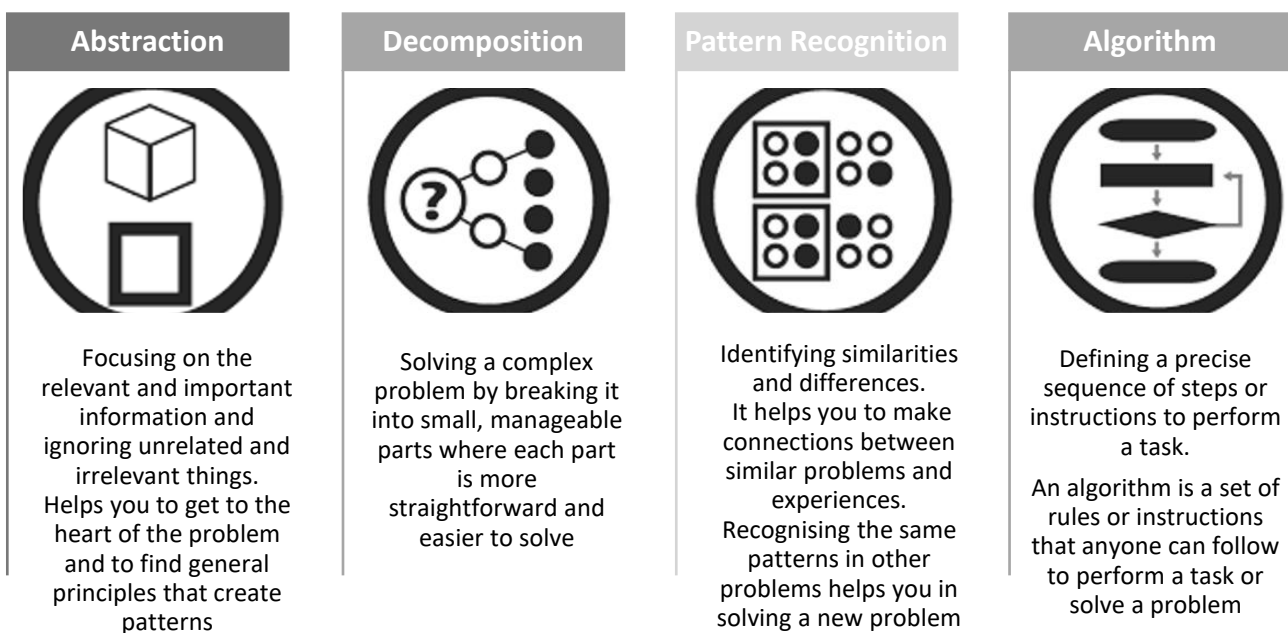 Abstraction
Focusing on the
relevant and important
information and
ignoring unrelated and
irrelevant things.
Helps you to get to the
heart of the problem
and to find general
principles that create
patterns
Decomposition
?
Solving a complex
problem by breaking it
into small, manageable
parts where each part
is more
straightforward and
easier to solve
Pattern Recognition
Identifying similarities
and differences.
It helps you to make
connections between
similar problems and
experiences.
Recognising the same
patterns in other
problems helps you in
solving a new problem
Algorithm
Defining a precise
sequence of steps or
instructions to perform
a task.
An algorithm is a set of
rules or instructions
that anyone can follow
to perform a task or
solve a problem